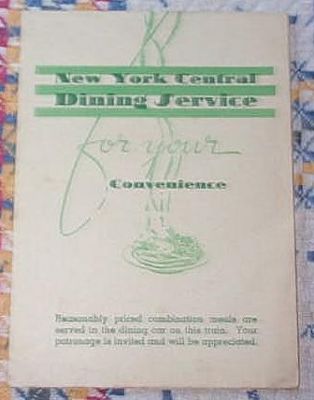 New York Central
Dining Service
for your
Convenience
Reasonably priced combination meals are
served in the dining car on this train. Your
patronage is invited and will be appreciated.